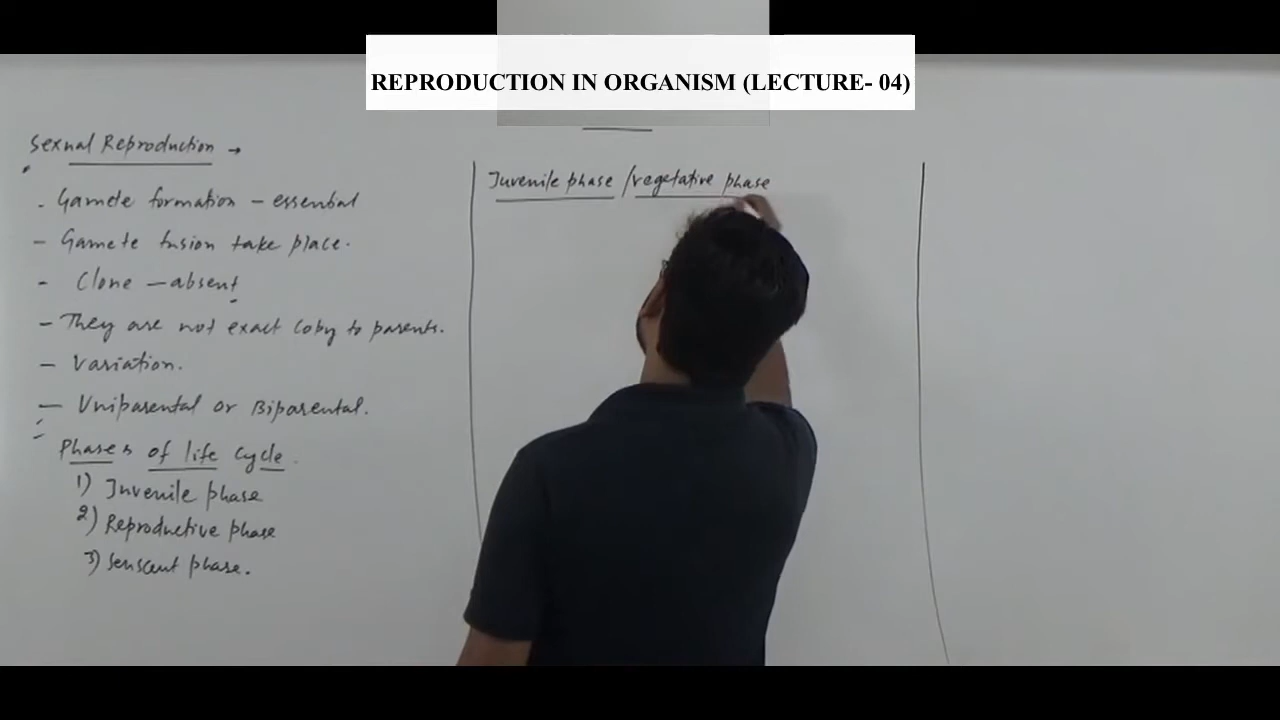 REPRODUCTION IN ORGANISM (LECTURE- 04)
Sexual Reproduction →
. Gamete formation - essential
- Gamete fusion take place.
- Clone - absent
- They are not exact Coby to parents.
- Variation.
- Uniparental or Biparental.
Phases of life cycle.
1) Juvenile phase
2) Reproductive phase
3) Senscent phase.
Juvenile phase / vegetative phase